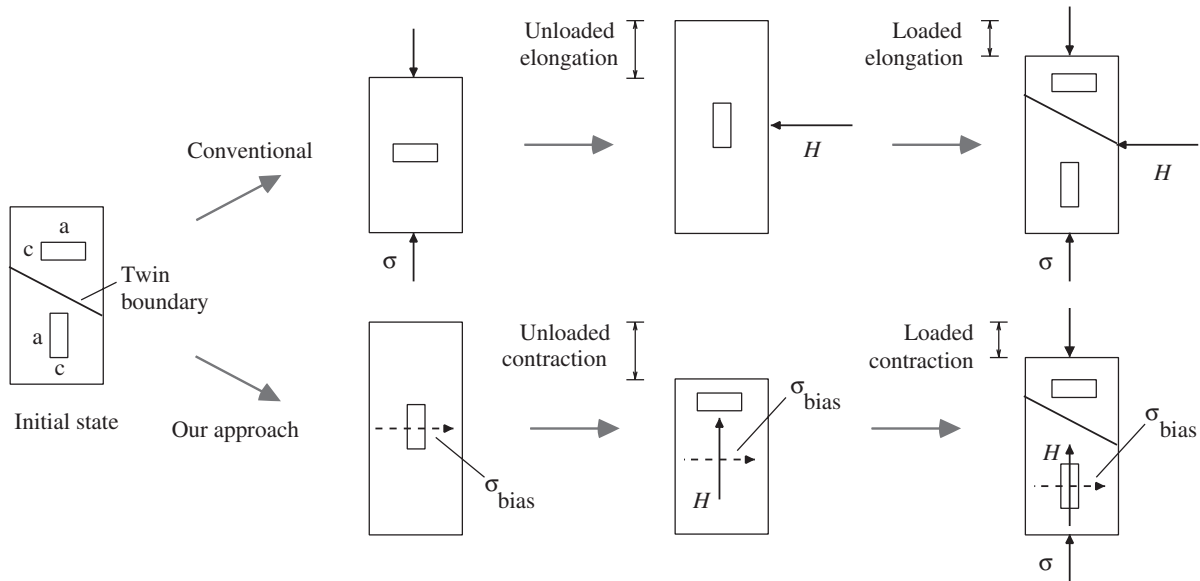 a
c
Twin
boundary
a
c
Initial state
Conventional
σ
Unloaded
elongation
H
Loaded
elongation
H
σ
Our approach
σ bias
Unloaded
contraction
σ bias
H
Loaded
contraction
σ bias
H
σ